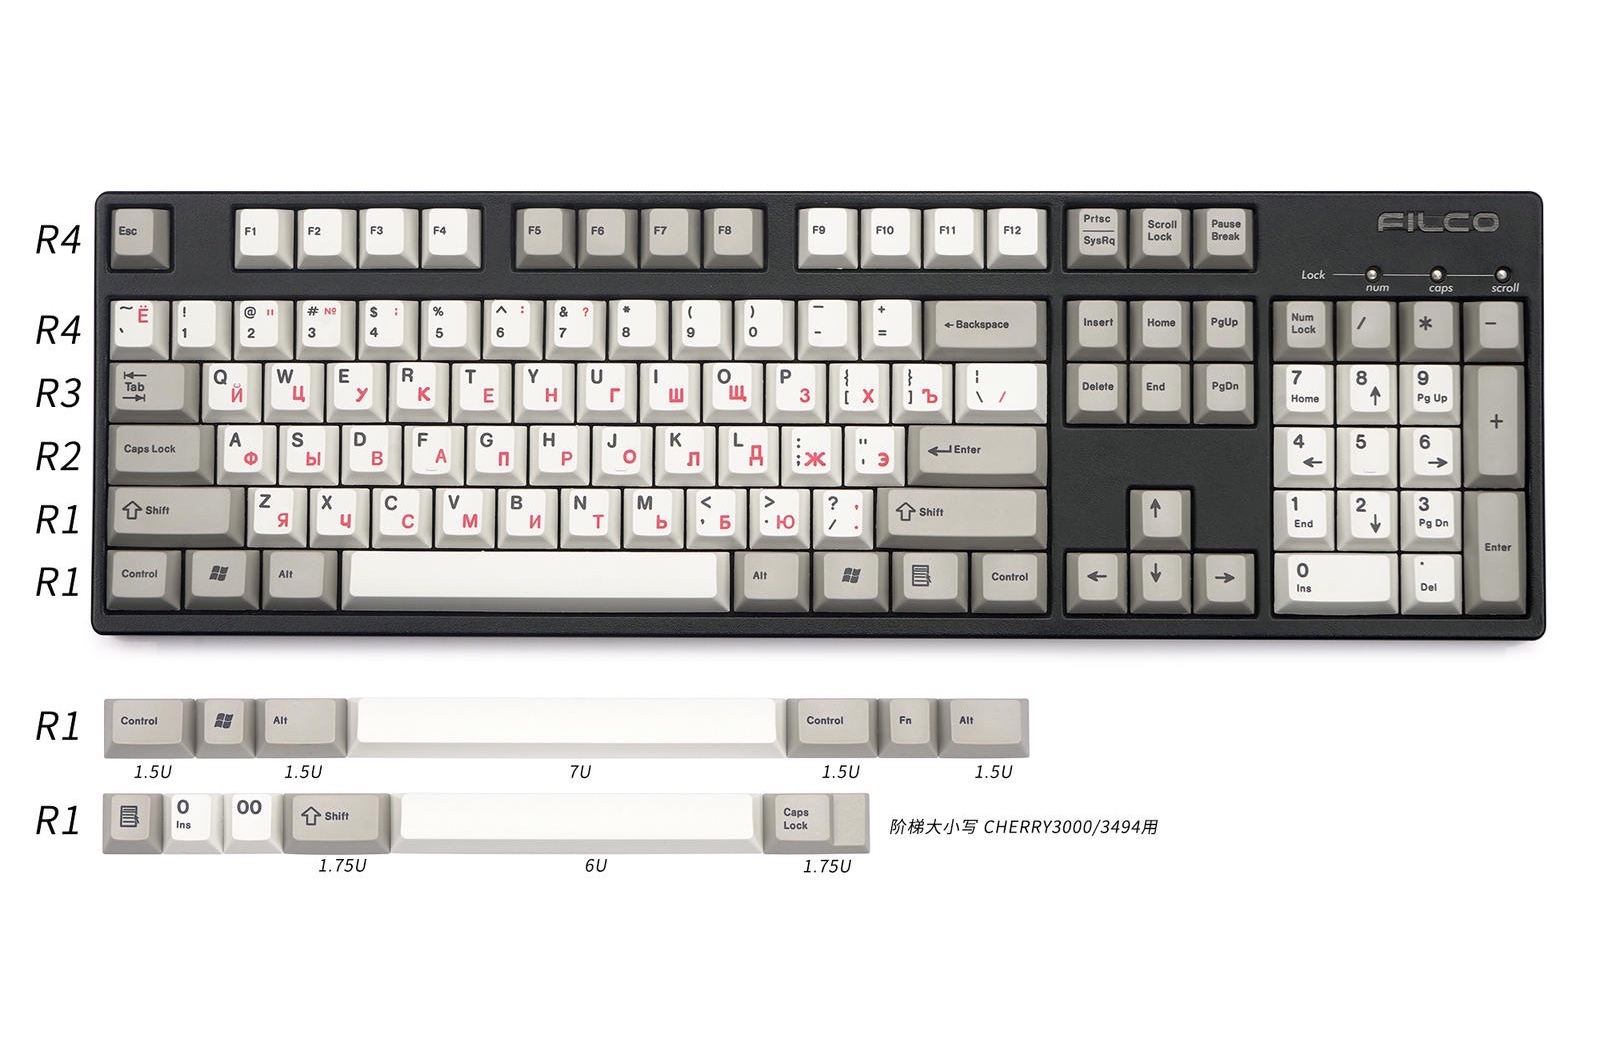 FILCO
Lock num caps scroll
R4 Esc F1 F2 F3 F4 F5 F6 F7 F8 F9 F10 F11 F12 Prtsc SysRq Scroll Lock Pause Break
R4 ~ Ё ` ! 1 @ " 2 # № 3 $ ; 4 % 5 ^ : 6 & ? 7 * 8 ( 9 ) 0 — - + = ←Backspace Insert Home PgUp Num Lock / * —
R3 Tab Q Й W Ц E У R К T Е Y Н U Г I Ш O Щ P З { [ Х } ] Ъ ¦ \ / Delete End PgDn 7 Home 8 ↑ 9 Pg Up +
R2 Caps Lock A Ф S Ы D В F А G П H Р J О K Л L Д : ; Ж " ' Э Enter 4 ← 5 6 →
R1 Shift Z Я X Ч C С V М B И N Т M Ь < , Б > . Ю ? / : . Shift ↑ 1 End 2 ↓ 3 Pg Dn Enter
R1 Control Alt Alt Control ← ↓ → 0 Ins . Del
R1 Control Alt Control Fn Alt
1.5U 1.5U 7U 1.5U 1.5U
R1 0 Ins 00 Shift Caps Lock 阶梯大小写 CHERRY3000/3494用
1.75U 6U 1.75U